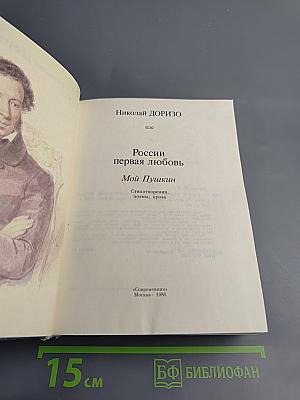 Николай ДОРИЗО
России
первая любовь
Мой Пушкин
Стихотворения,
поэмы, проза
«Современник»
Москва · 1986
15 см
БФ БИБЛИОФАН